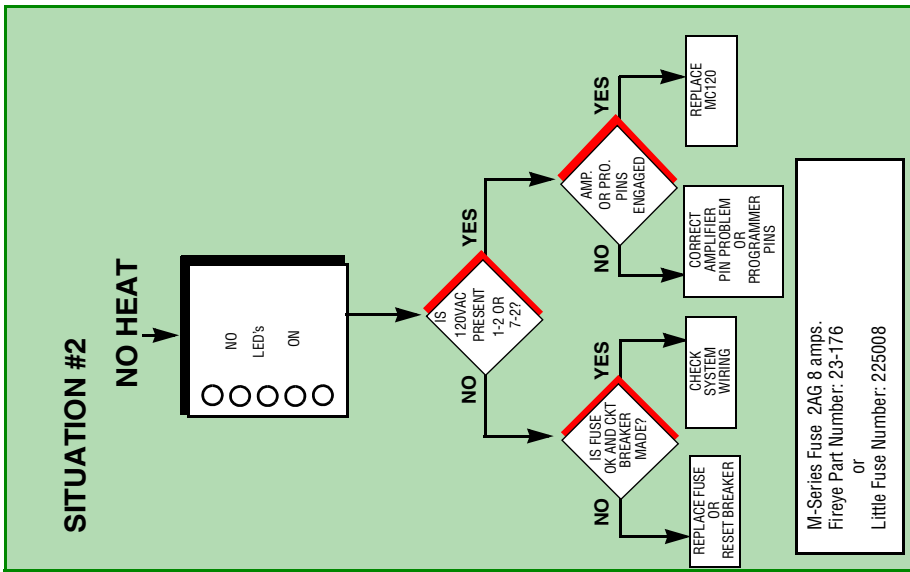 SITUATION #2
NO HEAT
NO
LED's
ON
IS
120VAC
PRESENT
1-2 OR
7-2?
NO
YES
IS FUSE
OK AND CKT
BREAKER
MADE?
NO
YES
REPLACE FUSE
OR
RESET BREAKER
CHECK
SYSTEM
WIRING
AMP.
OR PRO.
PINS
ENGAGED
NO
YES
CORRECT
AMPLIFIER
PIN PROBLEM
OR
PROGRAMMER
PINS
REPLACE
MC120
M-Series Fuse 2AG 8 amps.
Fireye Part Number: 23-176
or
Little Fuse Number: 225008